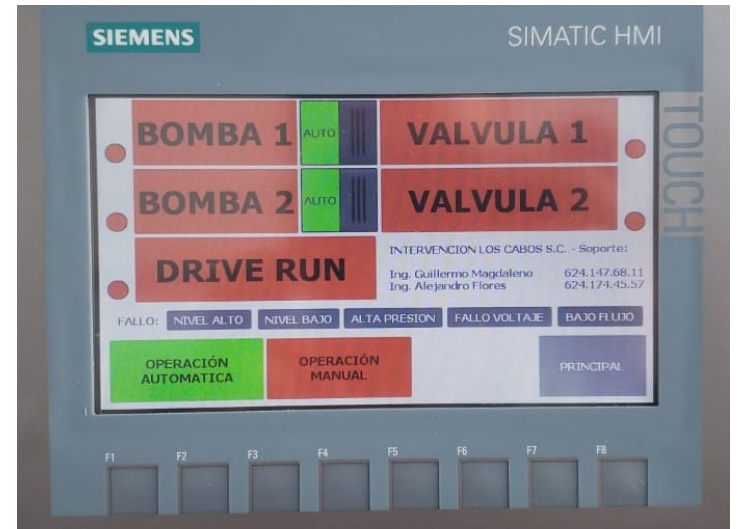 SIEMENS
SIMATIC HMI
TOUCH
BOMBA 1
AUTO
VALVULA 1
BOMBA 2
AUTO
VALVULA 2
DRIVE RUN
INTERVENCION LOS CABOS S.C. - Soporte:
Ing. Guillermo Magdaleno 624.147.68.11
Ing. Alejandro Flores 624.174.45.57
FALLO: NIVEL ALTO NIVEL BAJO ALTA PRESION FALLO VOLTAJE BAJO FLUJO
OPERACIÓN
AUTOMATICA
OPERACIÓN
MANUAL
PRINCIPAL
F1 F2 F3 F4 F5 F6 F7 F8